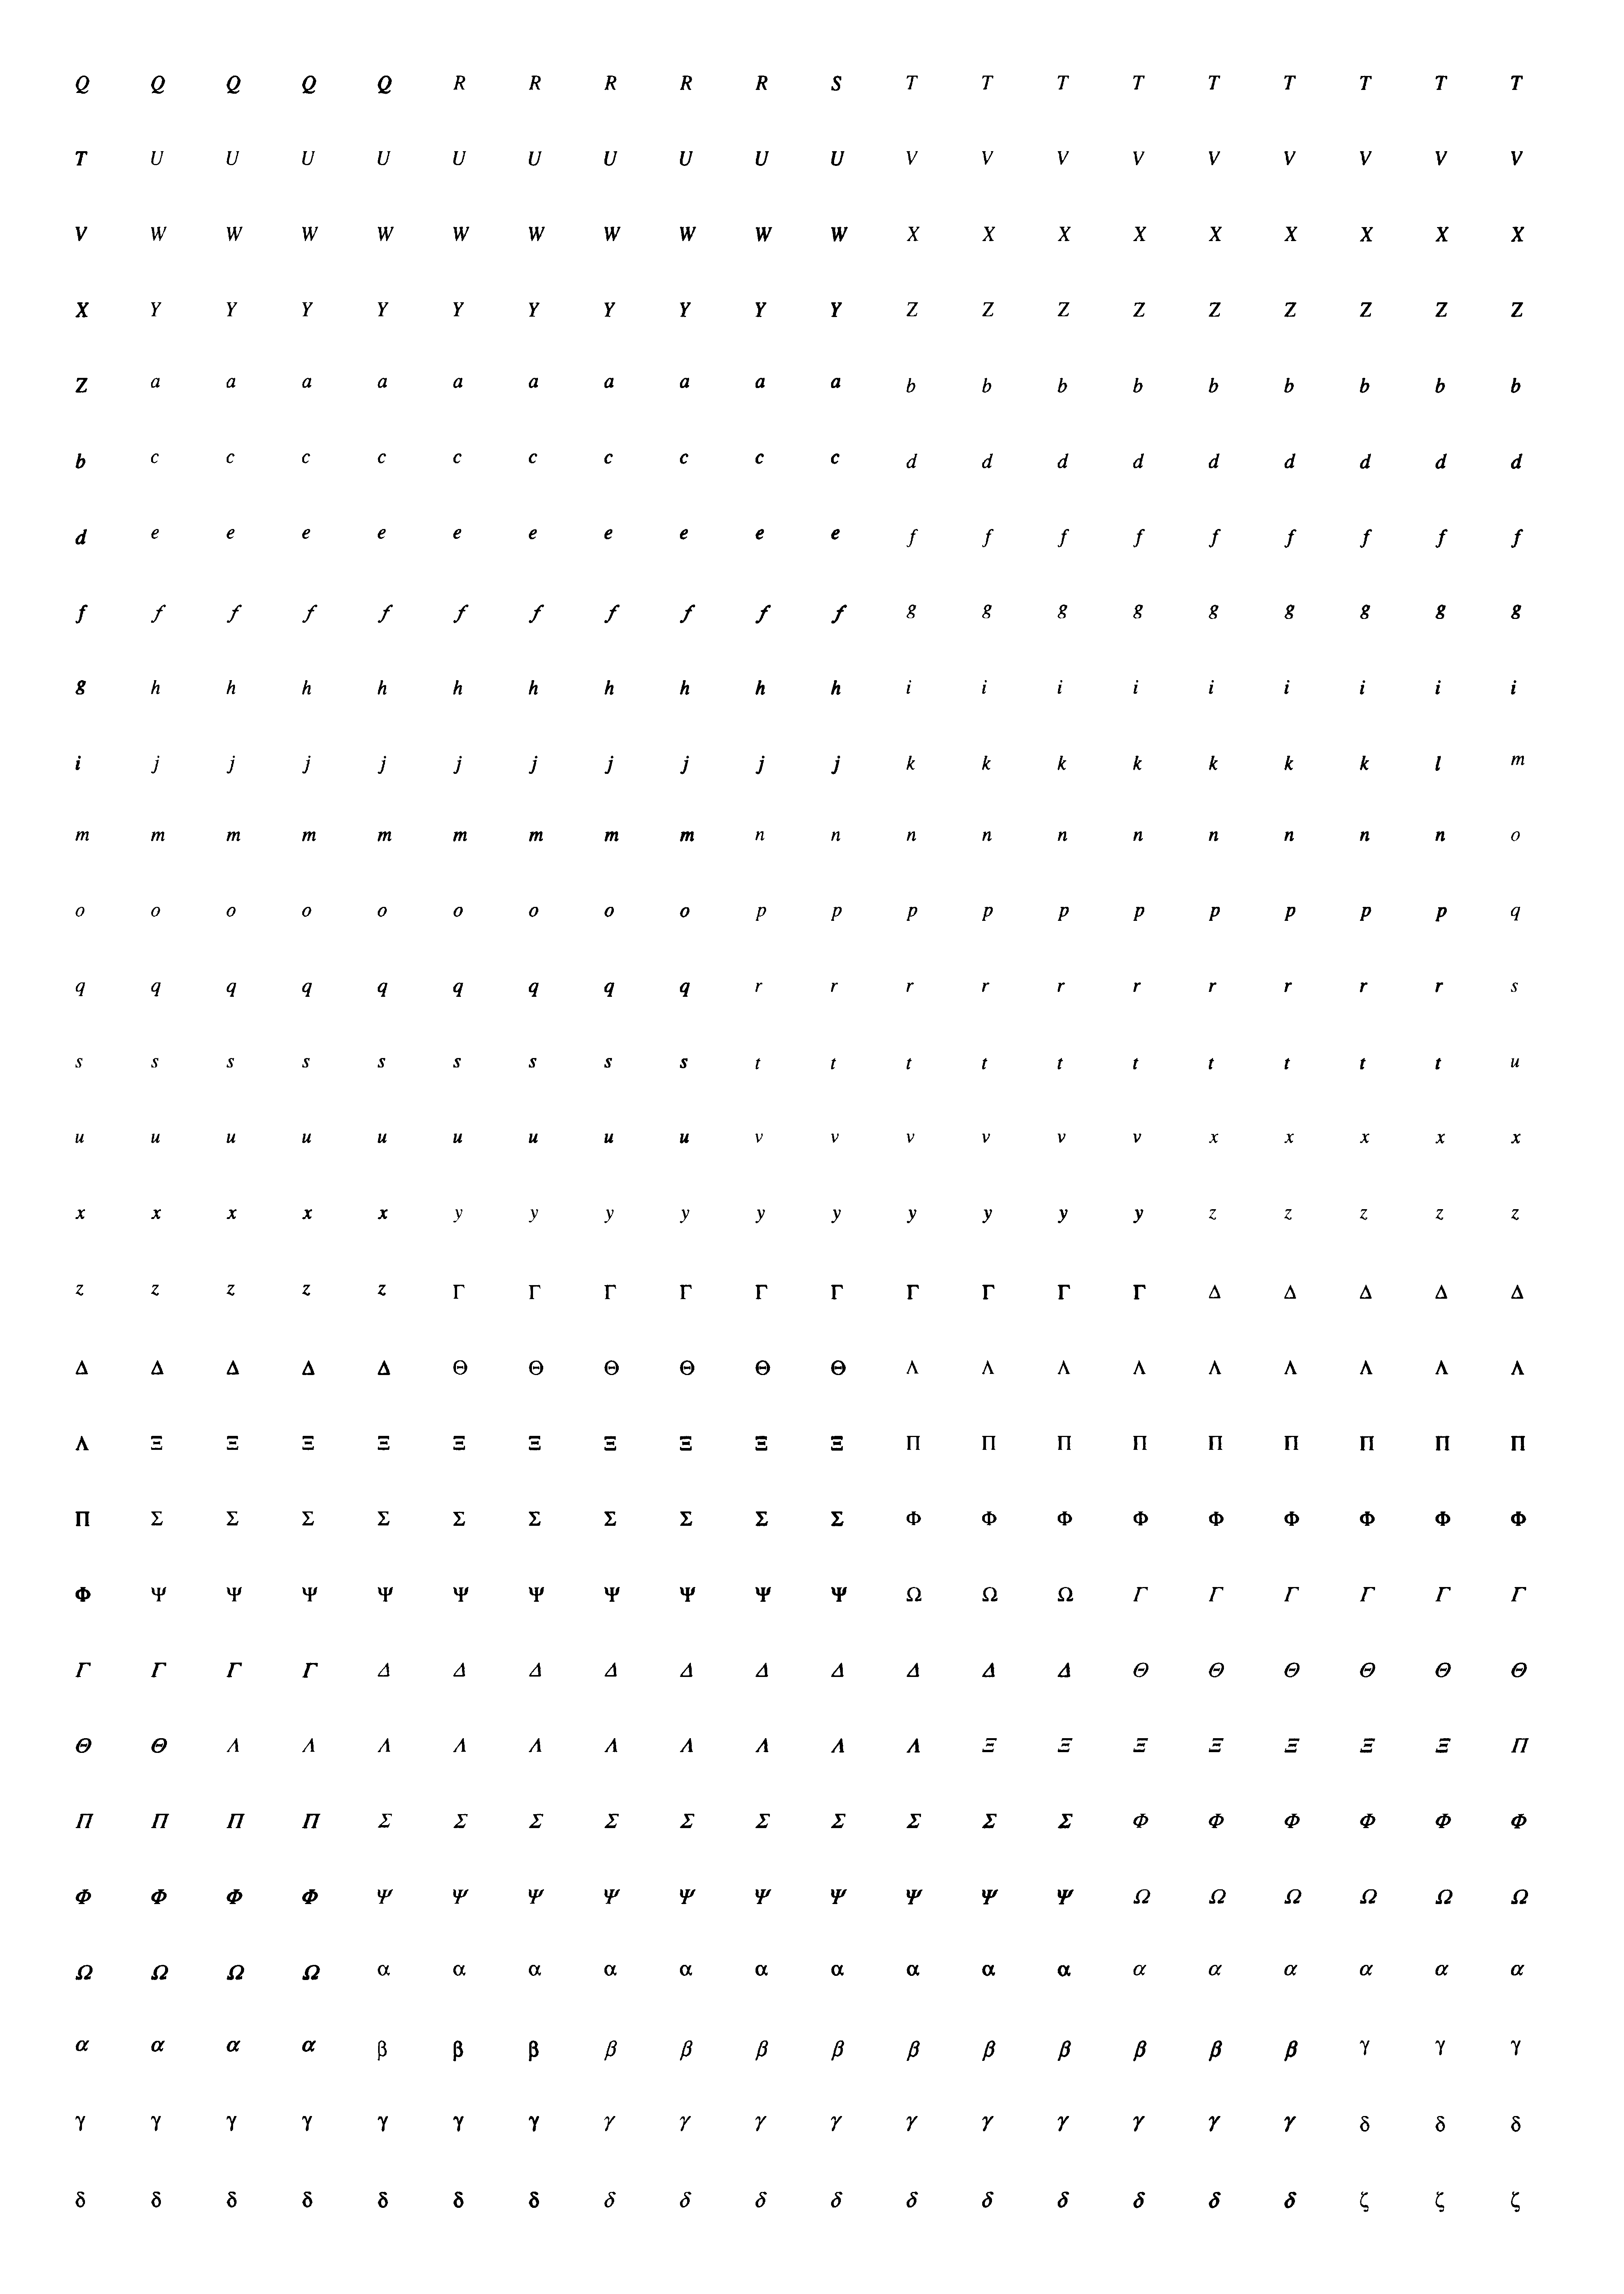 Q Q Q Q Q R R R R R S T T T T T T T T T
T U U U U U U U U U U V V V V V V V V V
V W W W W W W W W W W X X X X X X X X X
X Y Y Y Y Y Y Y Y Y Y Z Z Z Z Z Z Z Z Z
Z a a a a a a a a a a b b b b b b b b b
b c c c c c c c c c c d d d d d d d d d
d e e e e e e e e e e f f f f f f f f f
f f f f f f f f f f f g g g g g g g g g
g h h h h h h h h h h i i i i i i i i i
i j j j j j j j j j j k k k k k k k l m
m m m m m m m m m n n n n n n n n n n o
o o o o o o o o o p p p p p p p p p p q
q q q q q q q q q r r r r r r r r r r s
s s s s s s s s s t t t t t t t t t t u
u u u u u u u u u v v v v v v x x x x x
x x x x x y y y y y y y y y y z z z z z
z z z z z Γ Γ Γ Γ Γ Γ Γ Γ Γ Γ Δ Δ Δ Δ Δ
Δ Δ Δ Δ Δ Θ Θ Θ Θ Θ Θ Λ Λ Λ Λ Λ Λ Λ Λ Λ
Λ Ξ Ξ Ξ Ξ Ξ Ξ Ξ Ξ Ξ Ξ Π Π Π Π Π Π Π Π Π
Π Σ Σ Σ Σ Σ Σ Σ Σ Σ Σ Φ Φ Φ Φ Φ Φ Φ Φ Φ
Φ Ψ Ψ Ψ Ψ Ψ Ψ Ψ Ψ Ψ Ψ Ω Ω Ω Γ Γ Γ Γ Γ Γ
Γ Γ Γ Γ Δ Δ Δ Δ Δ Δ Δ Δ Δ Δ Θ Θ Θ Θ Θ Θ
Θ Θ Λ Λ Λ Λ Λ Λ Λ Λ Λ Λ Ξ Ξ Ξ Ξ Ξ Ξ Ξ Π
Π Π Π Π Σ Σ Σ Σ Σ Σ Σ Σ Σ Σ Φ Φ Φ Φ Φ Φ
Φ Φ Φ Φ Ψ Ψ Ψ Ψ Ψ Ψ Ψ Ψ Ψ Ψ Ω Ω Ω Ω Ω Ω
Ω Ω Ω Ω α α α α α α α α α α α α α α α α
α α α α β β β β β β β β β β β β β γ γ γ
γ γ γ γ γ γ γ γ γ γ γ γ γ γ γ γ γ δ δ δ
δ δ δ δ δ δ δ δ δ δ δ δ δ δ δ δ δ ζ ζ ζ